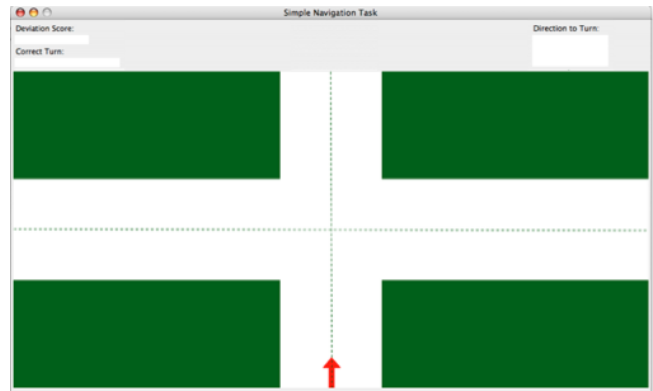 Simple Navigation Task
Deviation Score:
Direction to Turn:
Correct Turn: